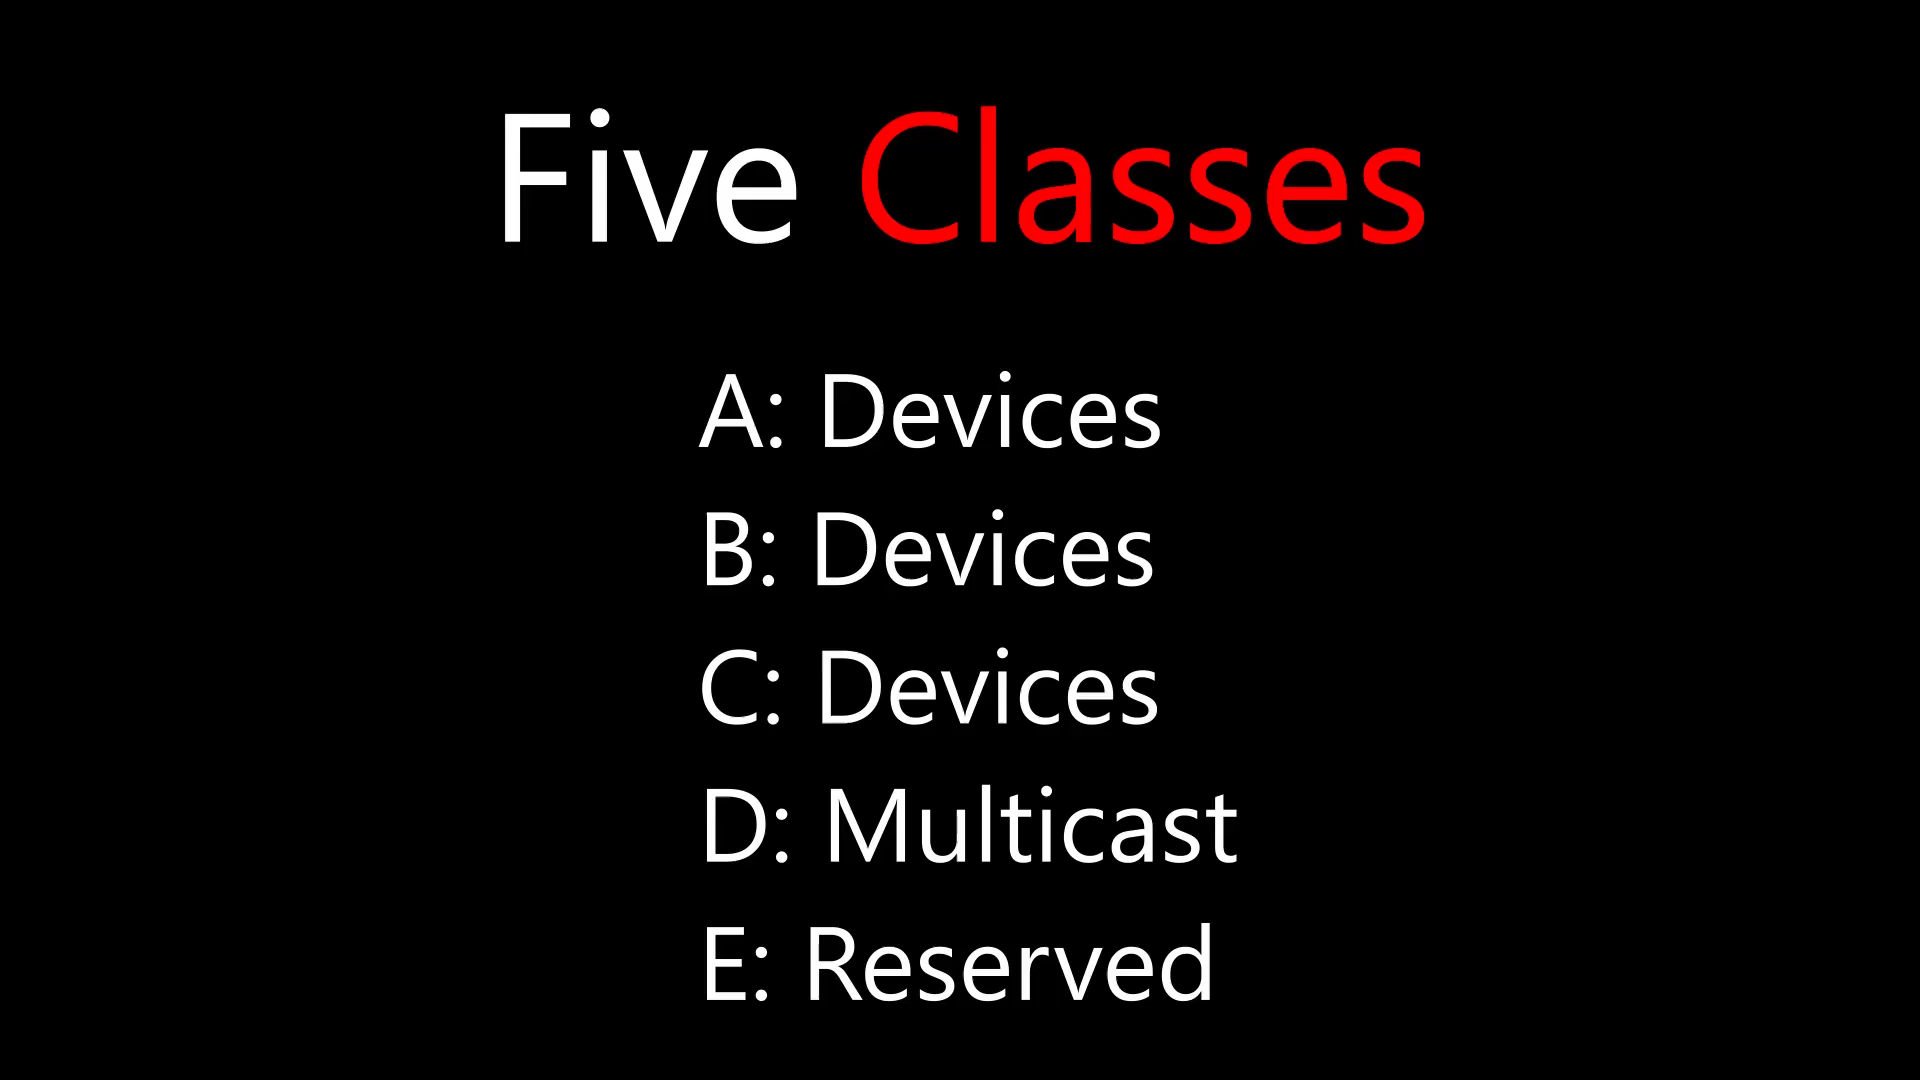 Five Classes
A: Devices
B: Devices
C: Devices
D: Multicast
E: Reserved